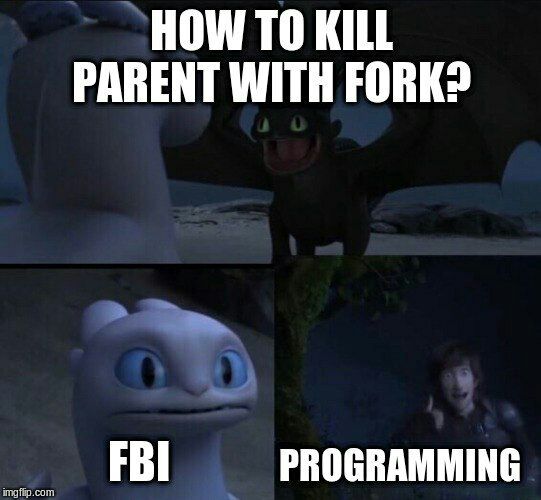 HOW TO KILL
PARENT WITH FORK?
FBI
PROGRAMMING
imgflip.com